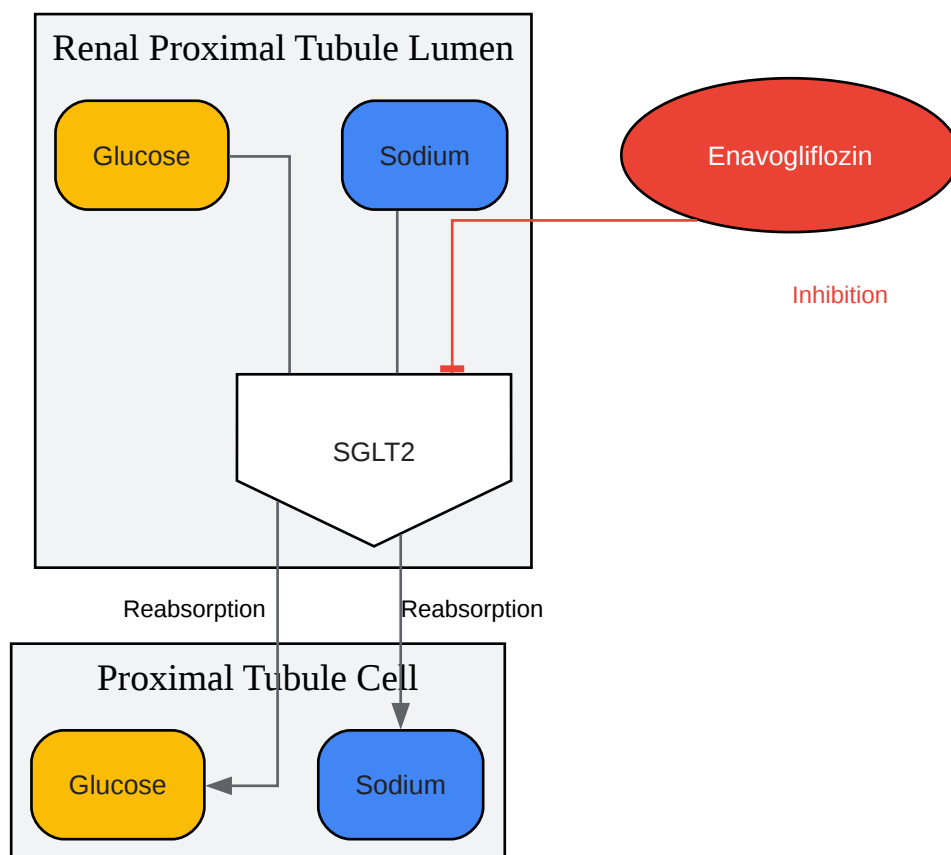 Renal Proximal Tubule Lumen
Glucose
Sodium
Enavogliflozin
Inhibition
SGLT2
Reabsorption
Reabsorption
Proximal Tubule Cell
Glucose
Sodium